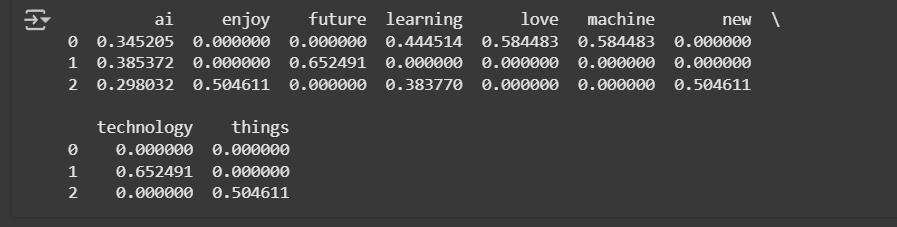 ai enjoy future learning love machine new \
0 0.345205 0.000000 0.000000 0.444514 0.584483 0.584483 0.000000
1 0.385372 0.000000 0.652491 0.000000 0.000000 0.000000 0.000000
2 0.298032 0.504611 0.000000 0.383770 0.000000 0.000000 0.504611
technology things
0 0.000000 0.000000
1 0.652491 0.000000
2 0.000000 0.504611